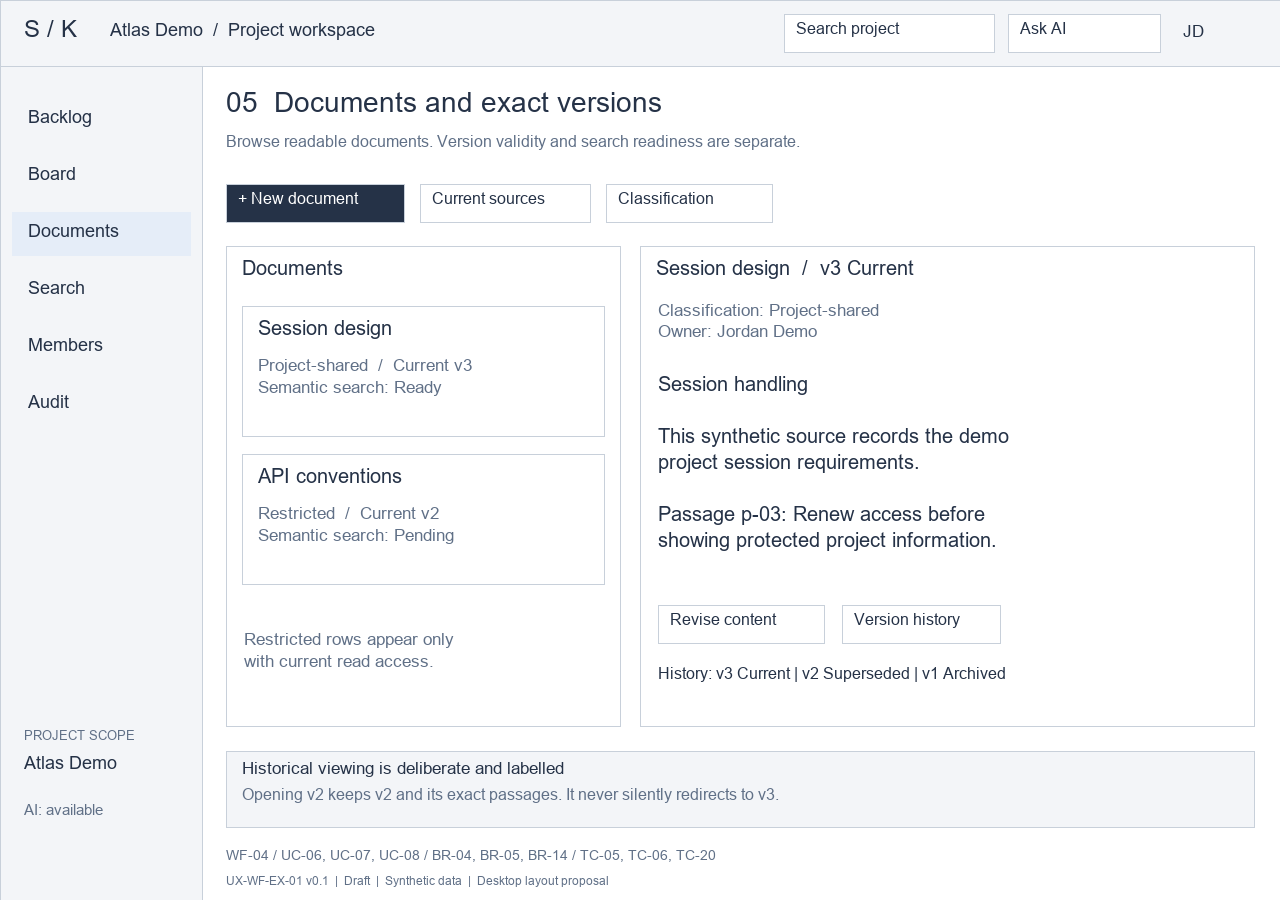 S / K
Atlas Demo / Project workspace
Search project
Ask AI
JD
Backlog
Board
Documents
Search
Members
Audit
PROJECT SCOPE
Atlas Demo
AI: available
05 Documents and exact versions
Browse readable documents. Version validity and search readiness are separate.
+ New document
Current sources
Classification
Documents
Session design
Project-shared / Current v3
Semantic search: Ready
API conventions
Restricted / Current v2
Semantic search: Pending
Restricted rows appear only
with current read access.
Session design / v3 Current
Classification: Project-shared
Owner: Jordan Demo
Session handling
This synthetic source records the demo
project session requirements.
Passage p-03: Renew access before
showing protected project information.
Revise content
Version history
History: v3 Current | v2 Superseded | v1 Archived
Historical viewing is deliberate and labelled
Opening v2 keeps v2 and its exact passages. It never silently redirects to v3.
WF-04 / UC-06, UC-07, UC-08 / BR-04, BR-05, BR-14 / TC-05, TC-06, TC-20
UX-WF-EX-01 v0.1 | Draft | Synthetic data | Desktop layout proposal